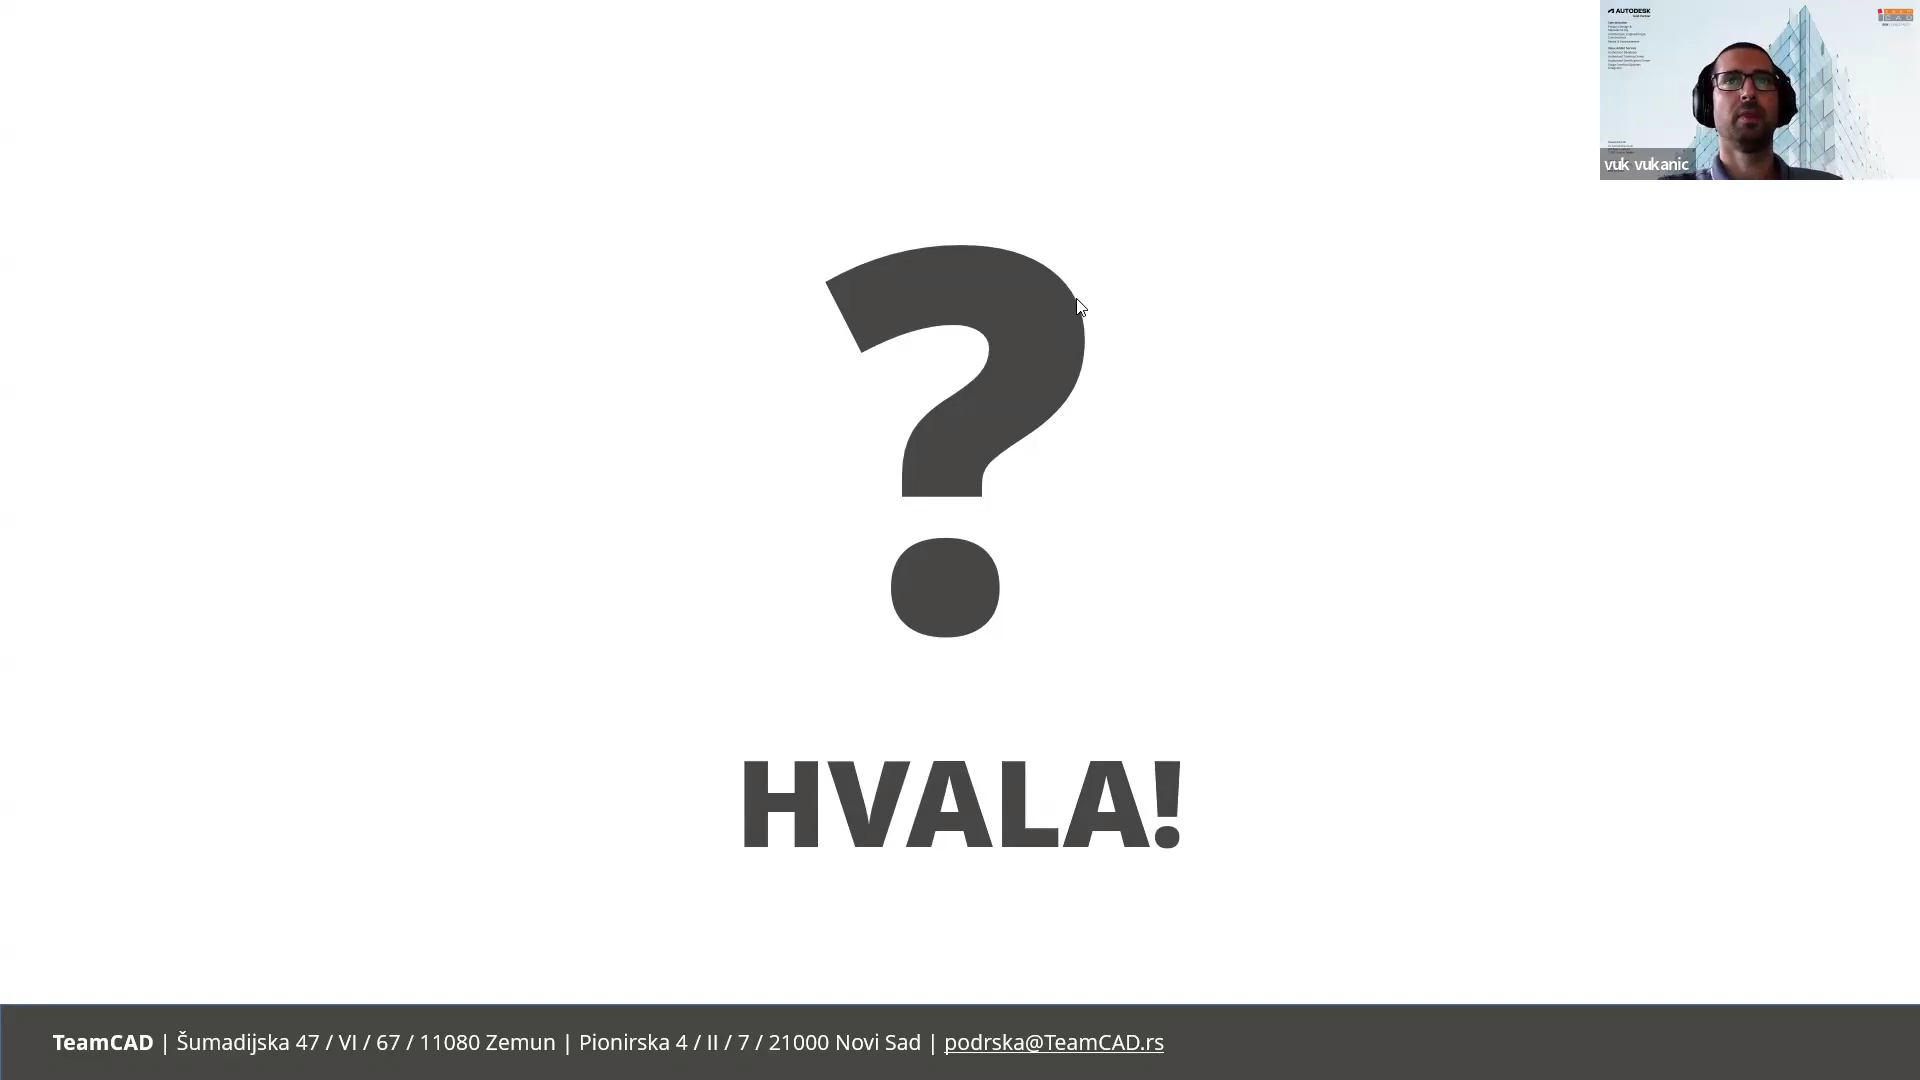 AUTODESK
vuk vukanic
?
HVALA!
TeamCAD | Šumadijska 47 / VI / 67 / 11080 Zemun | Pionirska 4 / II / 7 / 21000 Novi Sad | podrska@TeamCAD.rs